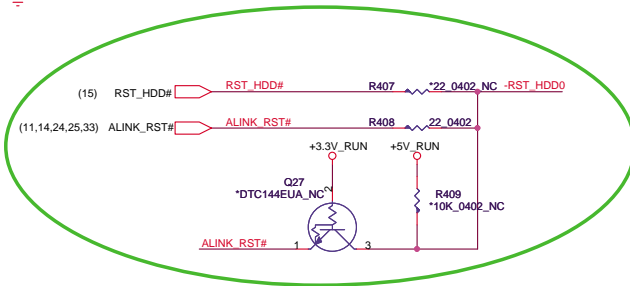 (15) RST_HDD# RST_HDD# R407 *22_0402_NC -RST_HDD0
(11,14,24,25,33) ALINK_RST# ALINK_RST# R408 22_0402
+3.3V_RUN +5V_RUN
Q27
*DTC144EUA_NC 2
R409
*10K_0402_NC
ALINK_RST# 1 3